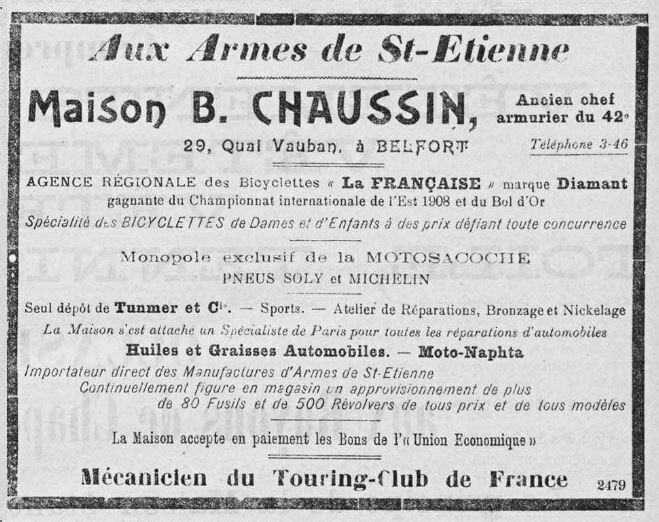 Aux Armes de St-Etienne
Maison B. CHAUSSIN,
Ancien chef
armurier du 42e
29, Quai Vauban, à BELFORT
Téléphone 3-46
AGENCE RÉGIONALE des Bicyclettes « La FRANÇAISE » marque Diamant
gagnante du Championnat internationale de l'Est 1908 et du Bol d'Or
Spécialité des BICYCLETTES de Dames et d'Enfants à des prix défiant toute concurrence
Monopole exclusif de la MOTOSACOCHE
PNEUS SOLY et MICHELIN
Seul dépôt de Tunmer et Cie. — Sports. — Atelier de Réparations, Bronzage et Nickelage
La Maison s'est attaché un Spécialiste de Paris pour toutes les réparations d'automobiles
Huiles et Graisses Automobiles. — Moto-Naphta
Importateur direct des Manufactures d'Armes de St-Etienne
Continuellement figure en magasin un approvisionnement de plus
de 80 Fusils et de 500 Révolvers de tous prix et de tous modèles
La Maison accepte en paiement les Bons de l'« Union Economique »
Mécanicien du Touring-Club de France
2479